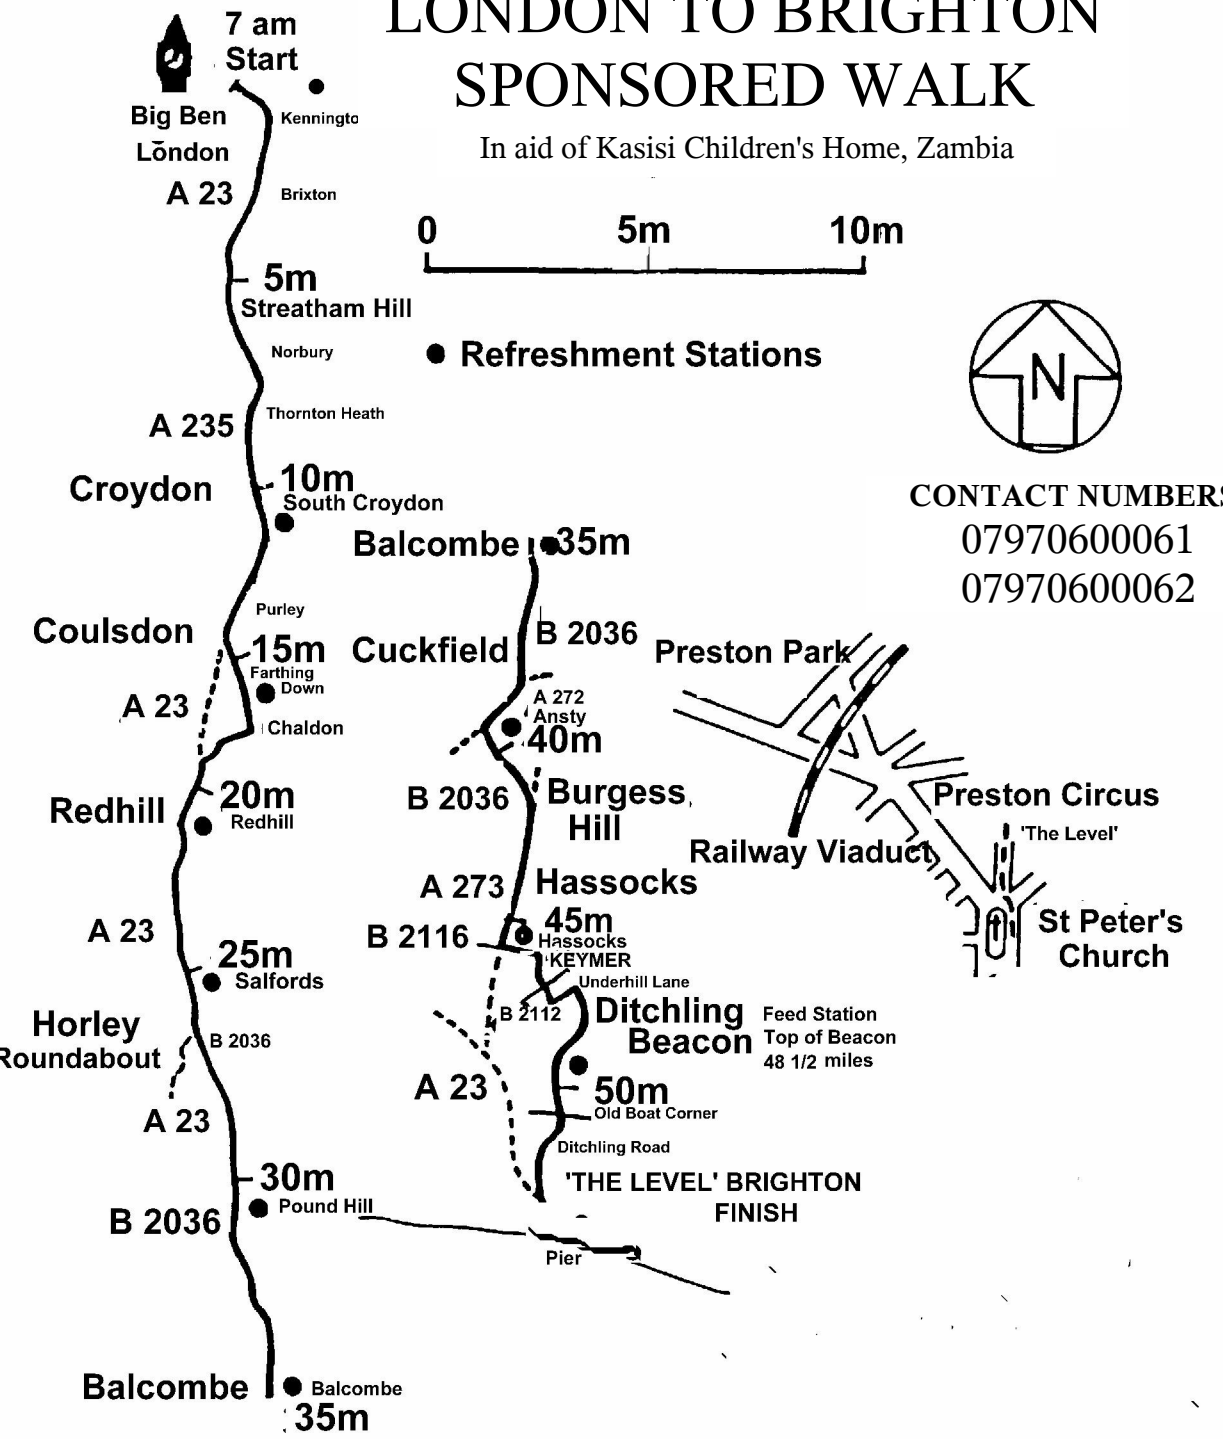 LONDON TO BRIGHTON
SPONSORED WALK
In aid of Kasisi Children's Home, Zambia
7 am
Start
Big Ben
London
Kenningto
A 23
Brixton
0 5m 10m
5m
Streatham Hill
Norbury
Refreshment Stations
N
Thornton Heath
A 235
10m
Croydon
South Croydon
CONTACT NUMBERS
07970600061
07970600062
Balcombe 35m
Purley
Coulsdon
15m
Farthing
Down
A 23
Chaldon
B 2036
Cuckfield
A 272
Ansty
40m
Preston Park
20m
Redhill
Redhill
B 2036
Burgess
Hill
Railway Viaduct
Preston Circus
'The Level'
St Peter's
Church
A 273
Hassocks
A 23
B 2116
45m
Hassocks
KEYMER
Underhill Lane
25m
Salfords
B 2112
Ditchling
Beacon
Feed Station
Top of Beacon
48 1/2 miles
Horley
Roundabout
B 2036
A 23
A 23
50m
Old Boat Corner
Ditchling Road
'THE LEVEL' BRIGHTON
FINISH
30m
Pound Hill
B 2036
Pier
Balcombe
Balcombe
35m